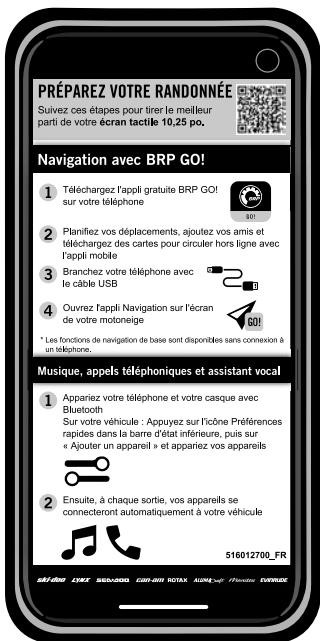 PRÉPAREZ VOTRE RANDONNÉE
Suivez ces étapes pour tirer le meilleur
parti de votre écran tactile 10,25 po.
Navigation avec BRP GO!
1 Téléchargez l'appli gratuite BRP GO!
sur votre téléphone
BRP
GO!
2 Planifiez vos déplacements, ajoutez vos amis et
téléchargez des cartes pour circuler hors ligne avec
l'appli mobile
3 Branchez votre téléphone avec
le câble USB
4 Ouvrez l'appli Navigation sur l'écran
de votre motoneige
GO!
* Les fonctions de navigation de base sont disponibles sans connexion à
un téléphone.
Musique, appels téléphoniques et assistant vocal
1 Appariez votre téléphone et votre casque avec
Bluetooth
Sur votre véhicule : Appuyez sur l'icône Préférences
rapides dans la barre d'état inférieure, puis sur
« Ajouter un appareil » et appariez vos appareils
2 Ensuite, à chaque sortie, vos appareils se
connecteront automatiquement à votre véhicule
516012700_FR
ski-doo LYNX SEA-DOO can-am ROTAX ALUMACraft Manitou EVINRUDE